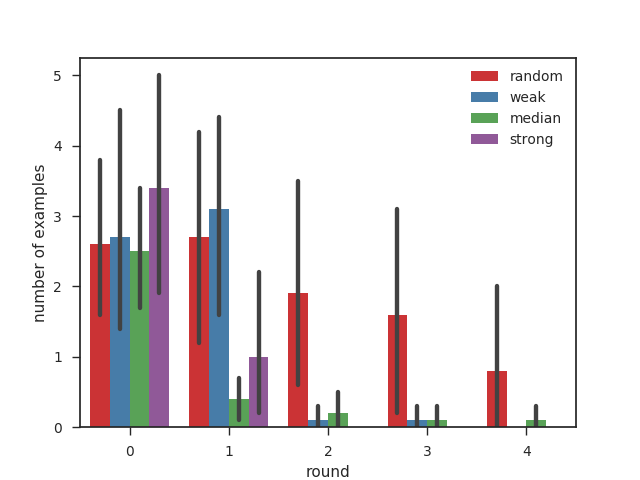 5
4
3
2
1
0
number of examples
random
weak
median
strong
0 1 2 3 4
round